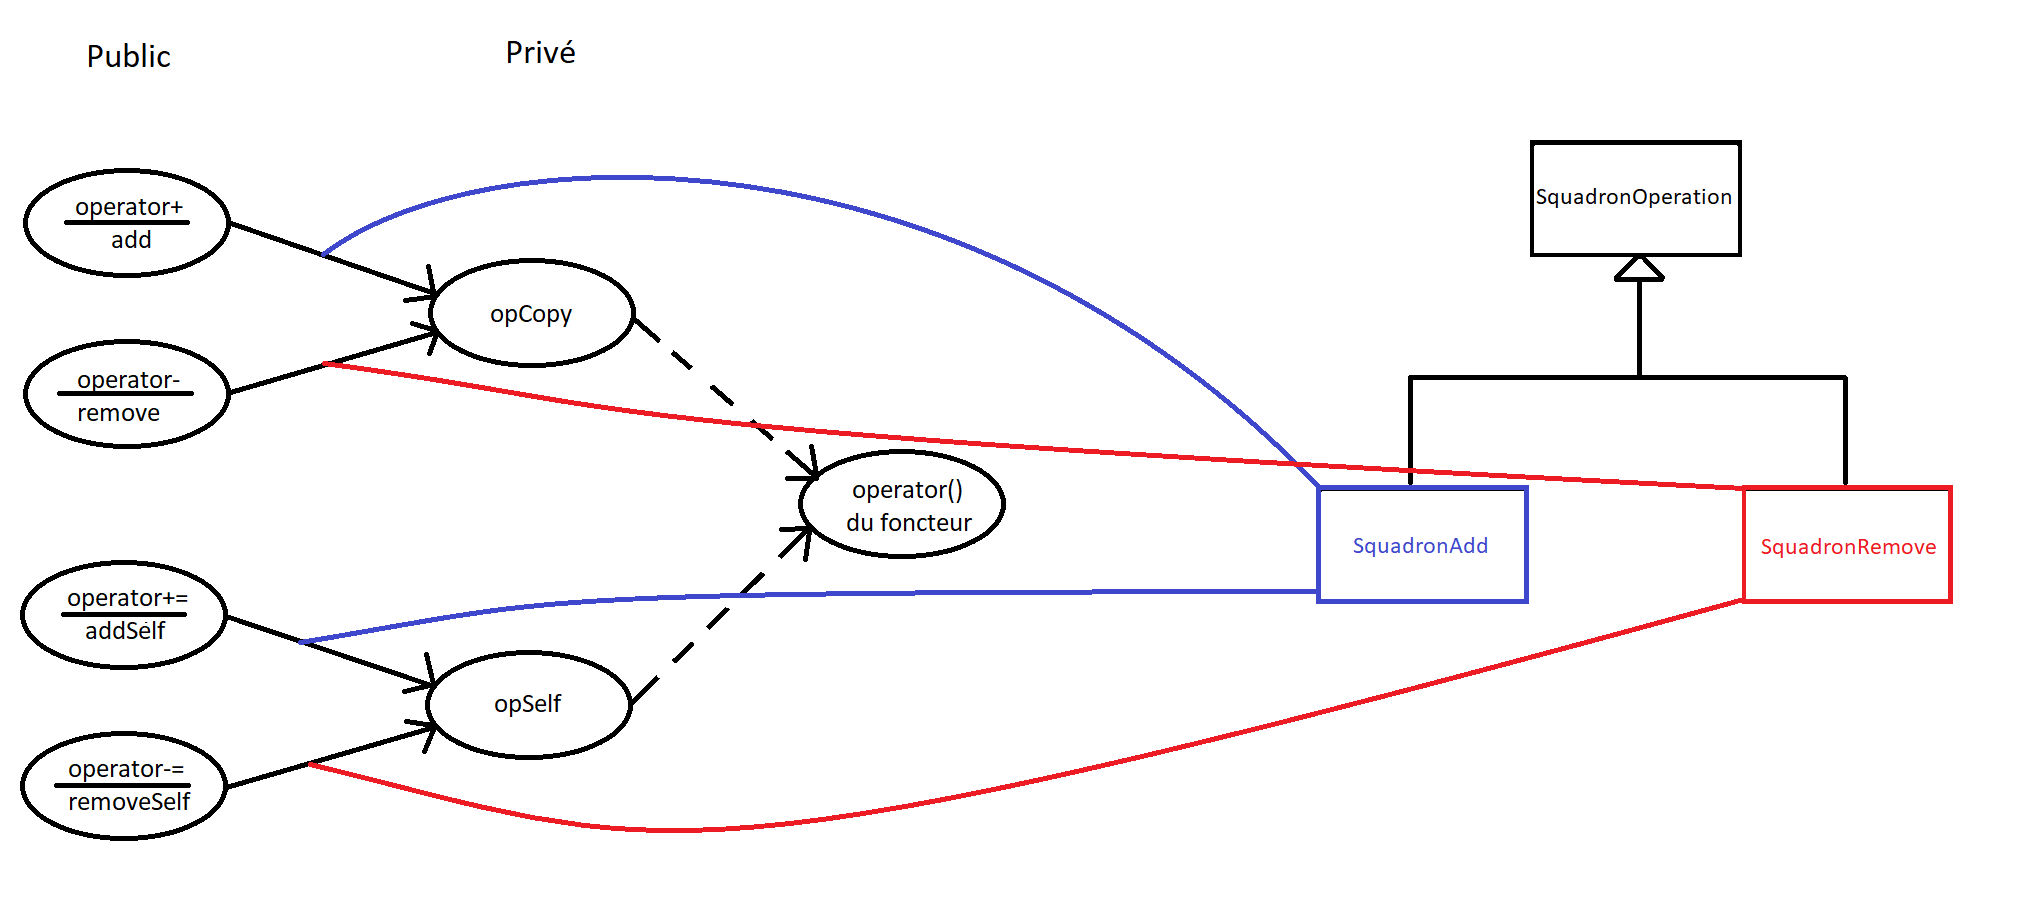 Public
Privé
operator+
add
opCopy
operator-
remove
operator()
du foncteur
operator+=
addSelf
opSelf
operator-=
removeSelf
SquadronOperation
SquadronAdd
SquadronRemove